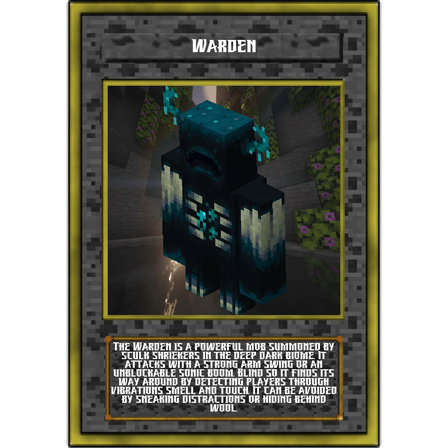 WARDEN
THE WARDEN IS A POWERFUL MOB SUMMONED BY
SCULK SHRIEKERS IN THE DEEP DARK BIOME. IT
ATTACKS WITH A STRONG ARM SWING OR AN
UNBLOCKABLE SONIC BOOM. BLIND SO IT FINDS ITS
WAY AROUND BY DETECTING PLAYERS THROUGH
VIBRATIONS SMELL AND TOUCH. IT CAN BE AVOIDED
BY SNEAKING DISTRACTIONS OR HIDING BEHIND
WOOL.